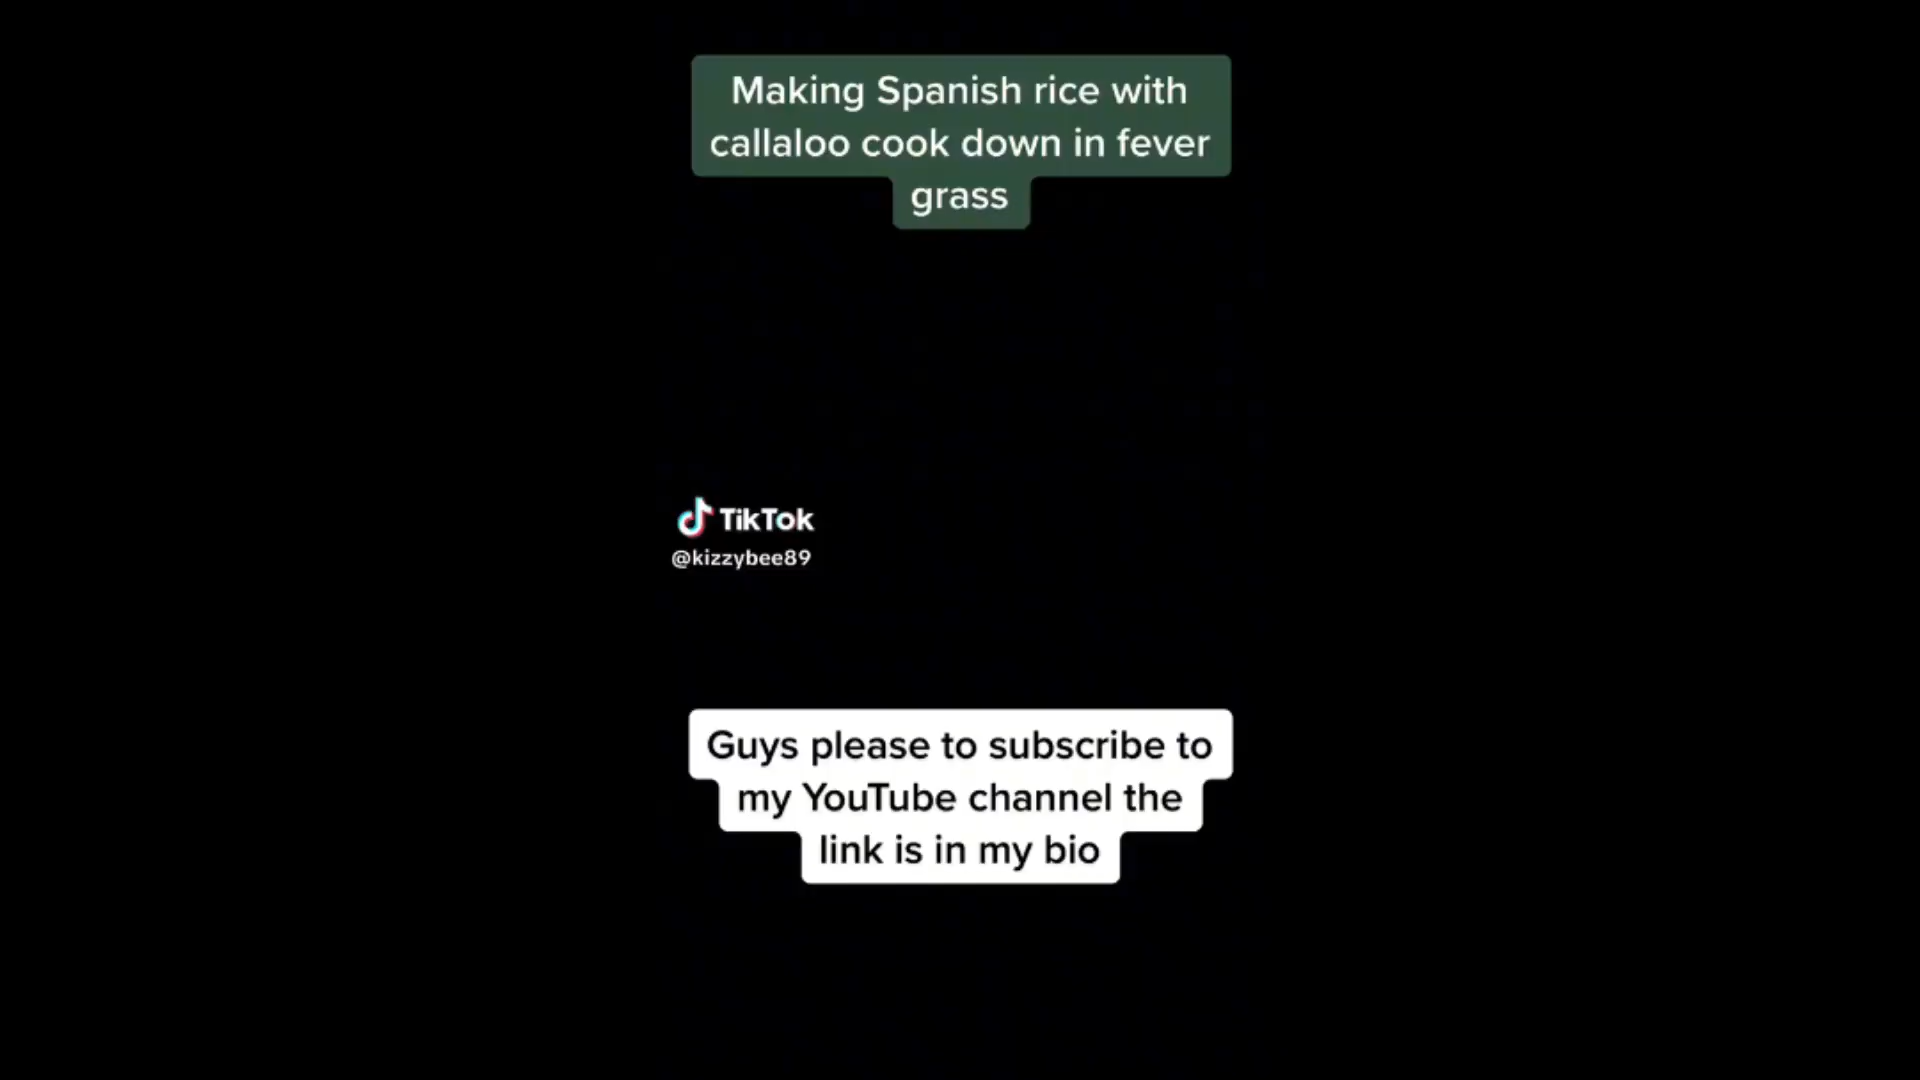 Making Spanish rice with
callaloo cook down in fever
grass
TikTok
@kizzybee89
Guys please to subscribe to
my YouTube channel the
link is in my bio